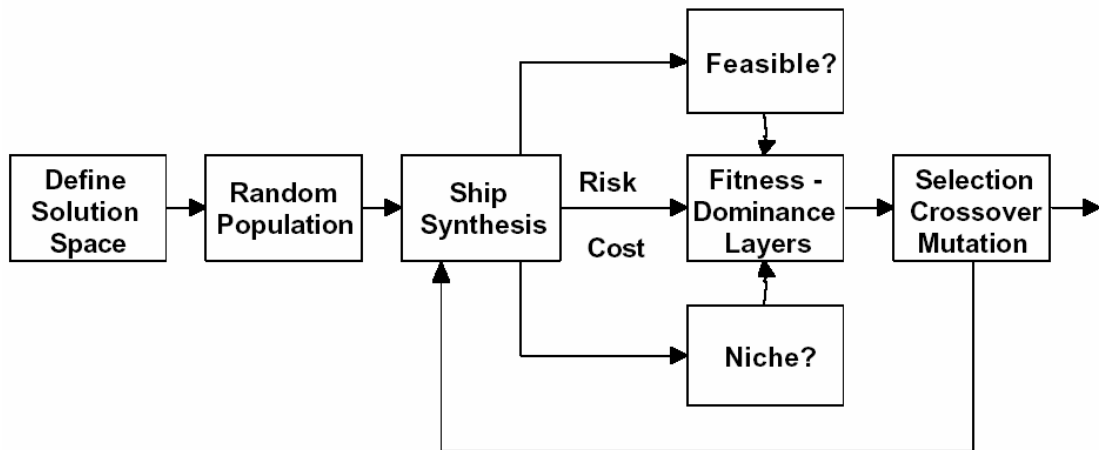 Define
Solution
Space
Random
Population
Ship
Synthesis
Risk
Cost
Feasible?
Fitness -
Dominance
Layers
Niche?
Selection
Crossover
Mutation